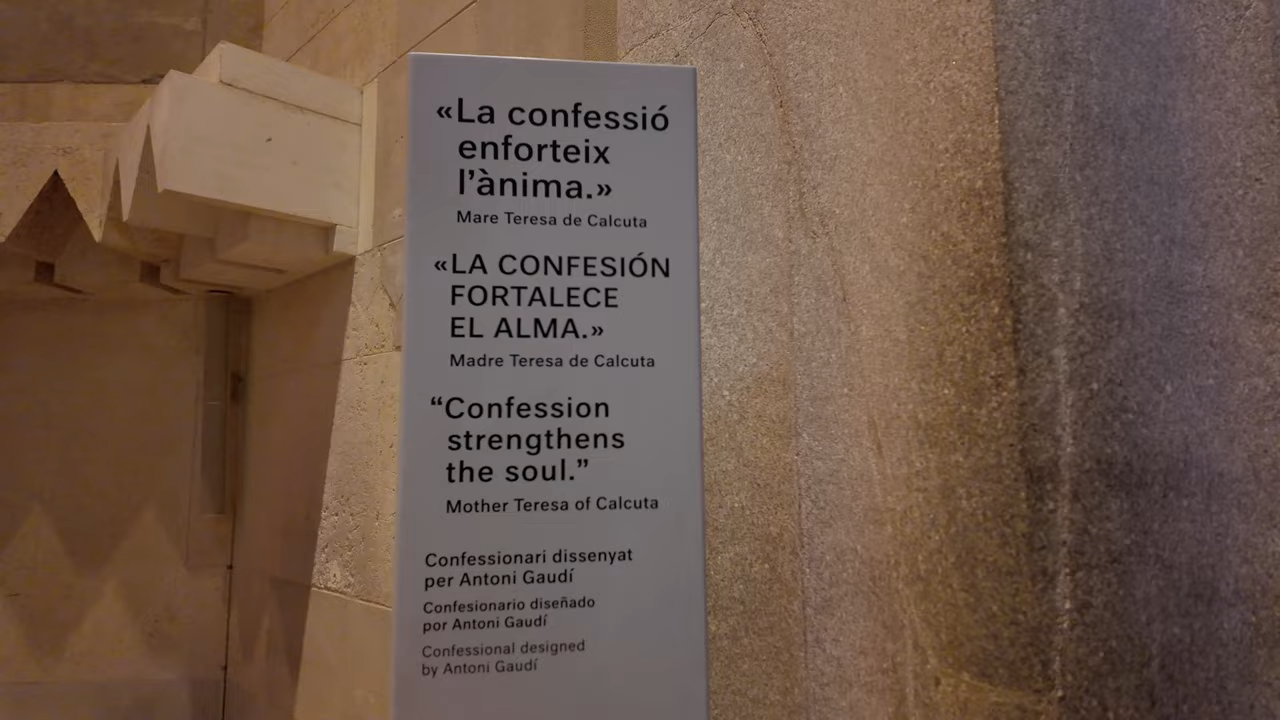 «La confessió
enforteix
l’ànima.»
Mare Teresa de Calcuta
«LA CONFESIÓN
FORTALECE
EL ALMA.»
Madre Teresa de Calcuta
“Confession
strengthens
the soul.”
Mother Teresa of Calcuta
Confessionari dissenyat
per Antoni Gaudí
Confesionario diseñado
por Antoni Gaudí
Confessional designed
by Antoni Gaudí